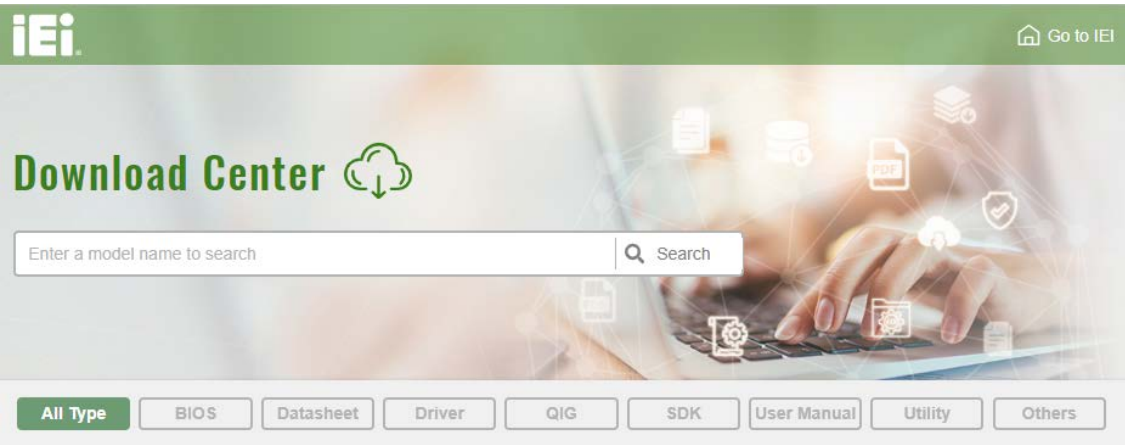 iEi
Go to IEI
Download Center
Enter a model name to search
Search
PDF
All Type
BIOS
Datasheet
Driver
QIG
SDK
User Manual
Utility
Others